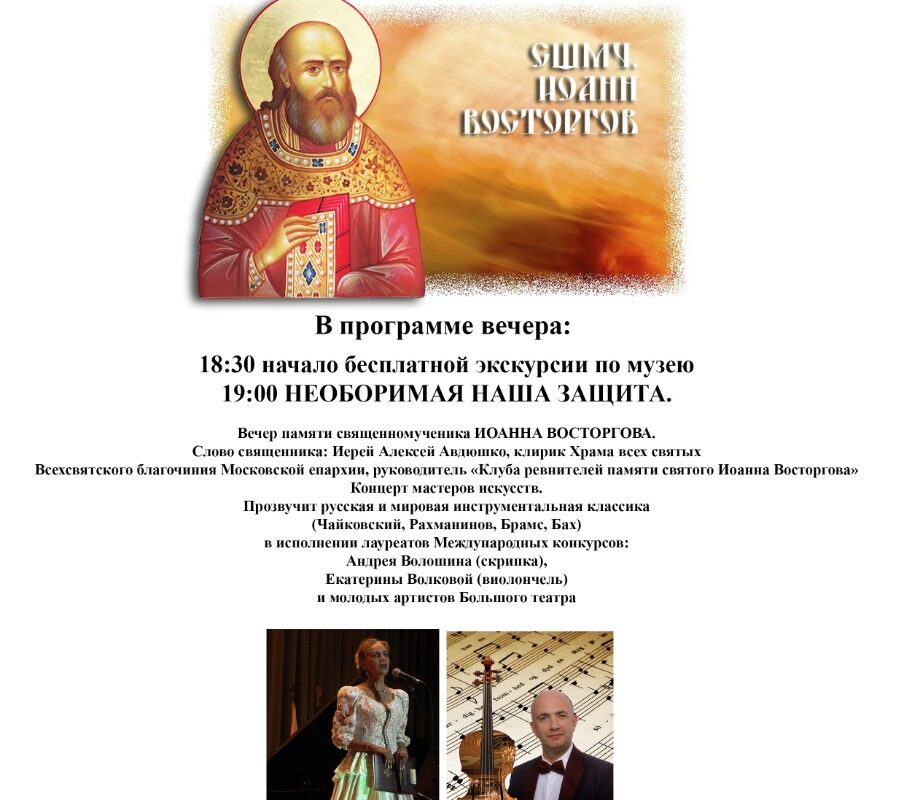 СЩМЧ.
ИОАНН
ВОСТОРГОВ
В программе вечера:
18:30 начало бесплатной экскурсии по музею
19:00 НЕОБОРИМАЯ НАША ЗАЩИТА.
Вечер памяти священномученика ИОАННА ВОСТОРГОВА.
Слово священника: Иерей Алексей Авдюшко, клирик Храма всех святых
Всехсвятского благочиния Московской епархии, руководитель «Клуба ревнителей памяти святого Иоанна Восторгова»
Концерт мастеров искусств.
Прозвучит русская и мировая инструментальная классика
(Чайковский, Рахманинов, Брамс, Бах)
в исполнении лауреатов Международных конкурсов:
Андрея Волошина (скрипка),
Екатерины Волковой (виолончель)
и молодых артистов Большого театра